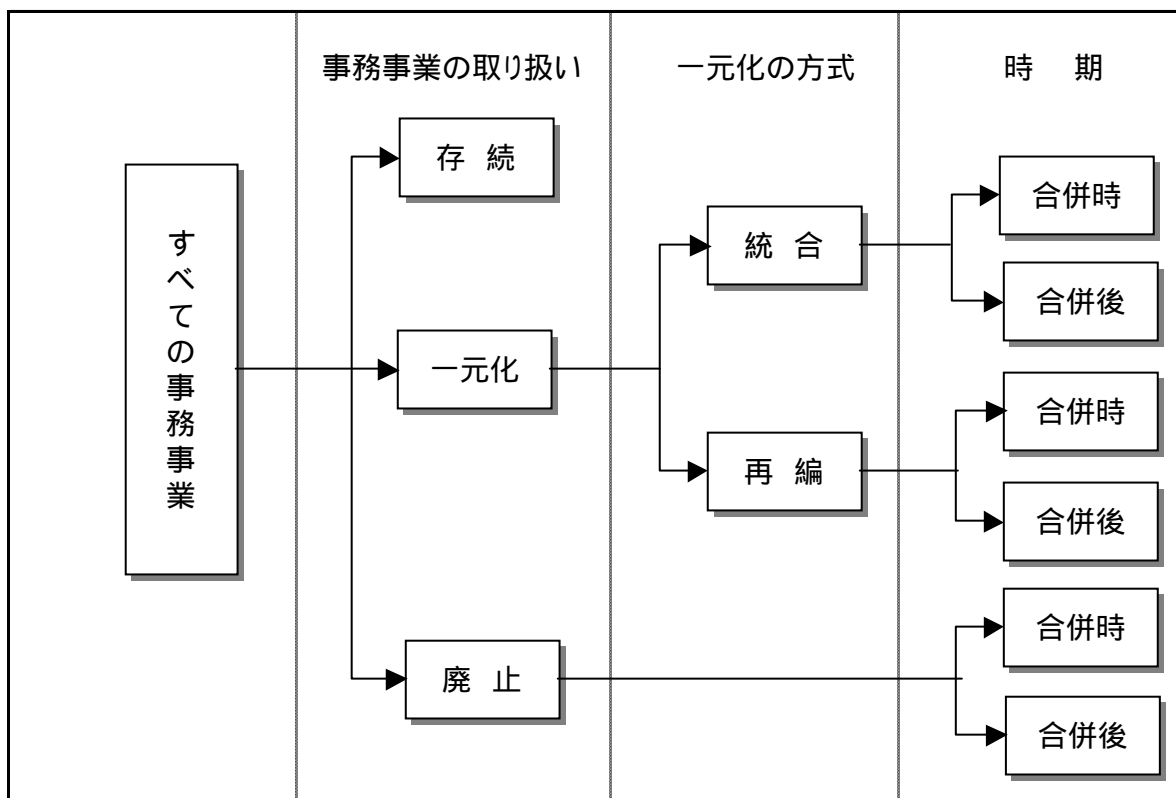 事務事業の取り扱い
一元化の方式
時 期
すべての事務事業
存 続
一元化
廃 止
統 合
再 編
合併時
合併後
合併時
合併後
合併時
合併後